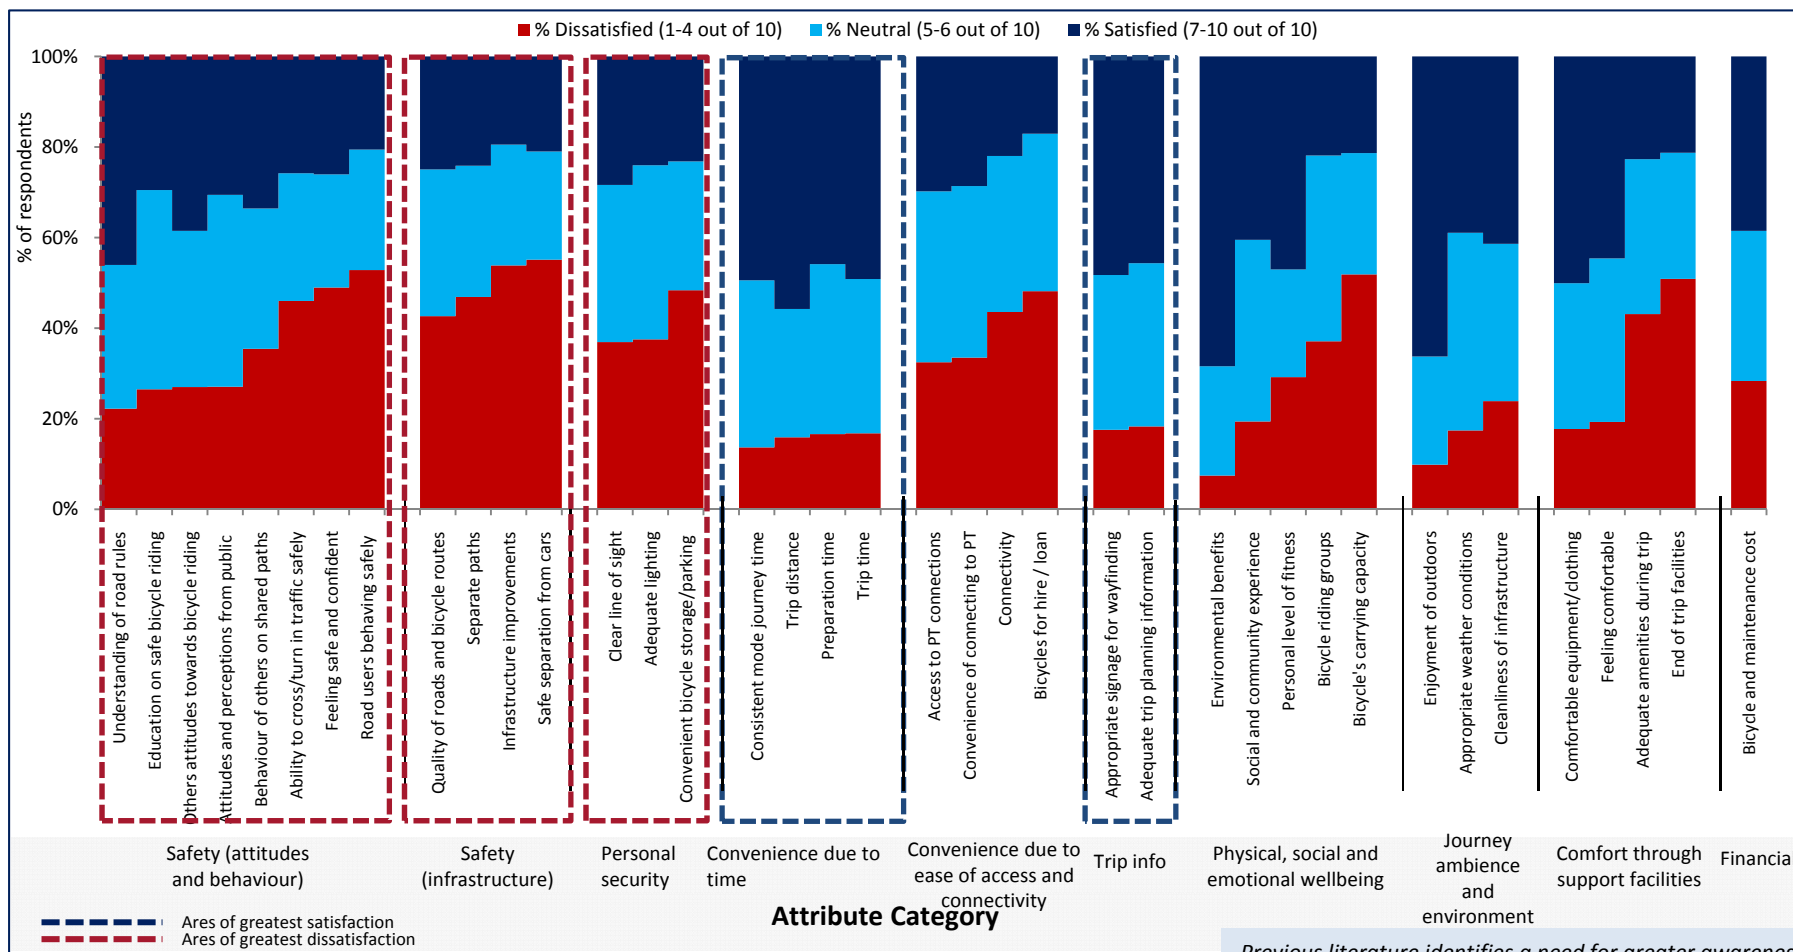 % Dissatisfied (1-4 out of 10) % Neutral (5-6 out of 10) % Satisfied (7-10 out of 10)
100%
80%
60%
40%
20%
0%
% of respondents
Understanding of road rules
Education on safe bicycle riding
Others attitudes towards bicycle riding
Attitudes and perceptions from public
Behaviour of others on shared paths
Ability to cross/turn in traffic safely
Feeling safe and confident
Road users behaving safely
Quality of roads and bicycle routes
Separate paths
Infrastructure improvements
Safe separation from cars
Clear line of sight
Adequate lighting
Convenient bicycle storage/parking
Consistent mode journey time
Trip distance
Preparation time
Trip time
Access to PT connections
Convenience of connecting to PT
Connectivity
Bicycles for hire / loan
Appropriate signage for wayfinding
Adequate trip planning information
Environmental benefits
Social and community experience
Personal level of fitness
Bicycle riding groups
Bicycle's carrying capacity
Enjoyment of outdoors
Appropriate weather conditions
Cleanliness of infrastructure
Comfortable equipment/clothing
Feeling comfortable
Adequate amenities during trip
End of trip facilities
Bicycle and maintenance cost
Safety (attitudes
and behaviour)
Safety
(infrastructure)
Personal
security
Convenience due to
time
Convenience due to
ease of access and
connectivity
Trip info
Physical, social and
emotional wellbeing
Journey
ambience
and
environment
Comfort through
support facilities
Financial
Attribute Category
Ares of greatest satisfaction
Ares of greatest dissatisfaction
Previous literature identifies a need for greater awareness